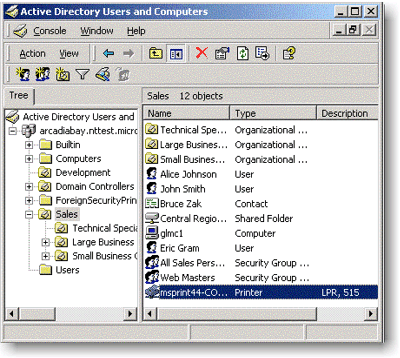 Active Directory Users and Computers
Console Window Help
Action View
Tree
Sales 12 objects
Active Directory Users and
arcadiabay.nttest.micro
Builtin
Computers
Development
Domain Controllers
ForeignSecurityPrin
Sales
Technical Specia
Large Business
Small Business C
Users
Name Type Description
Technical Spe... Organizational ...
Large Busines... Organizational ...
Small Busines... Organizational ...
Alice Johnson User
John Smith User
Bruce Zak Contact
Central Regio... Shared Folder
glmc1 Computer
Eric Gram User
All Sales Pers... Security Group ...
Web Masters Security Group ...
msprint44-CO... Printer LPR, 515